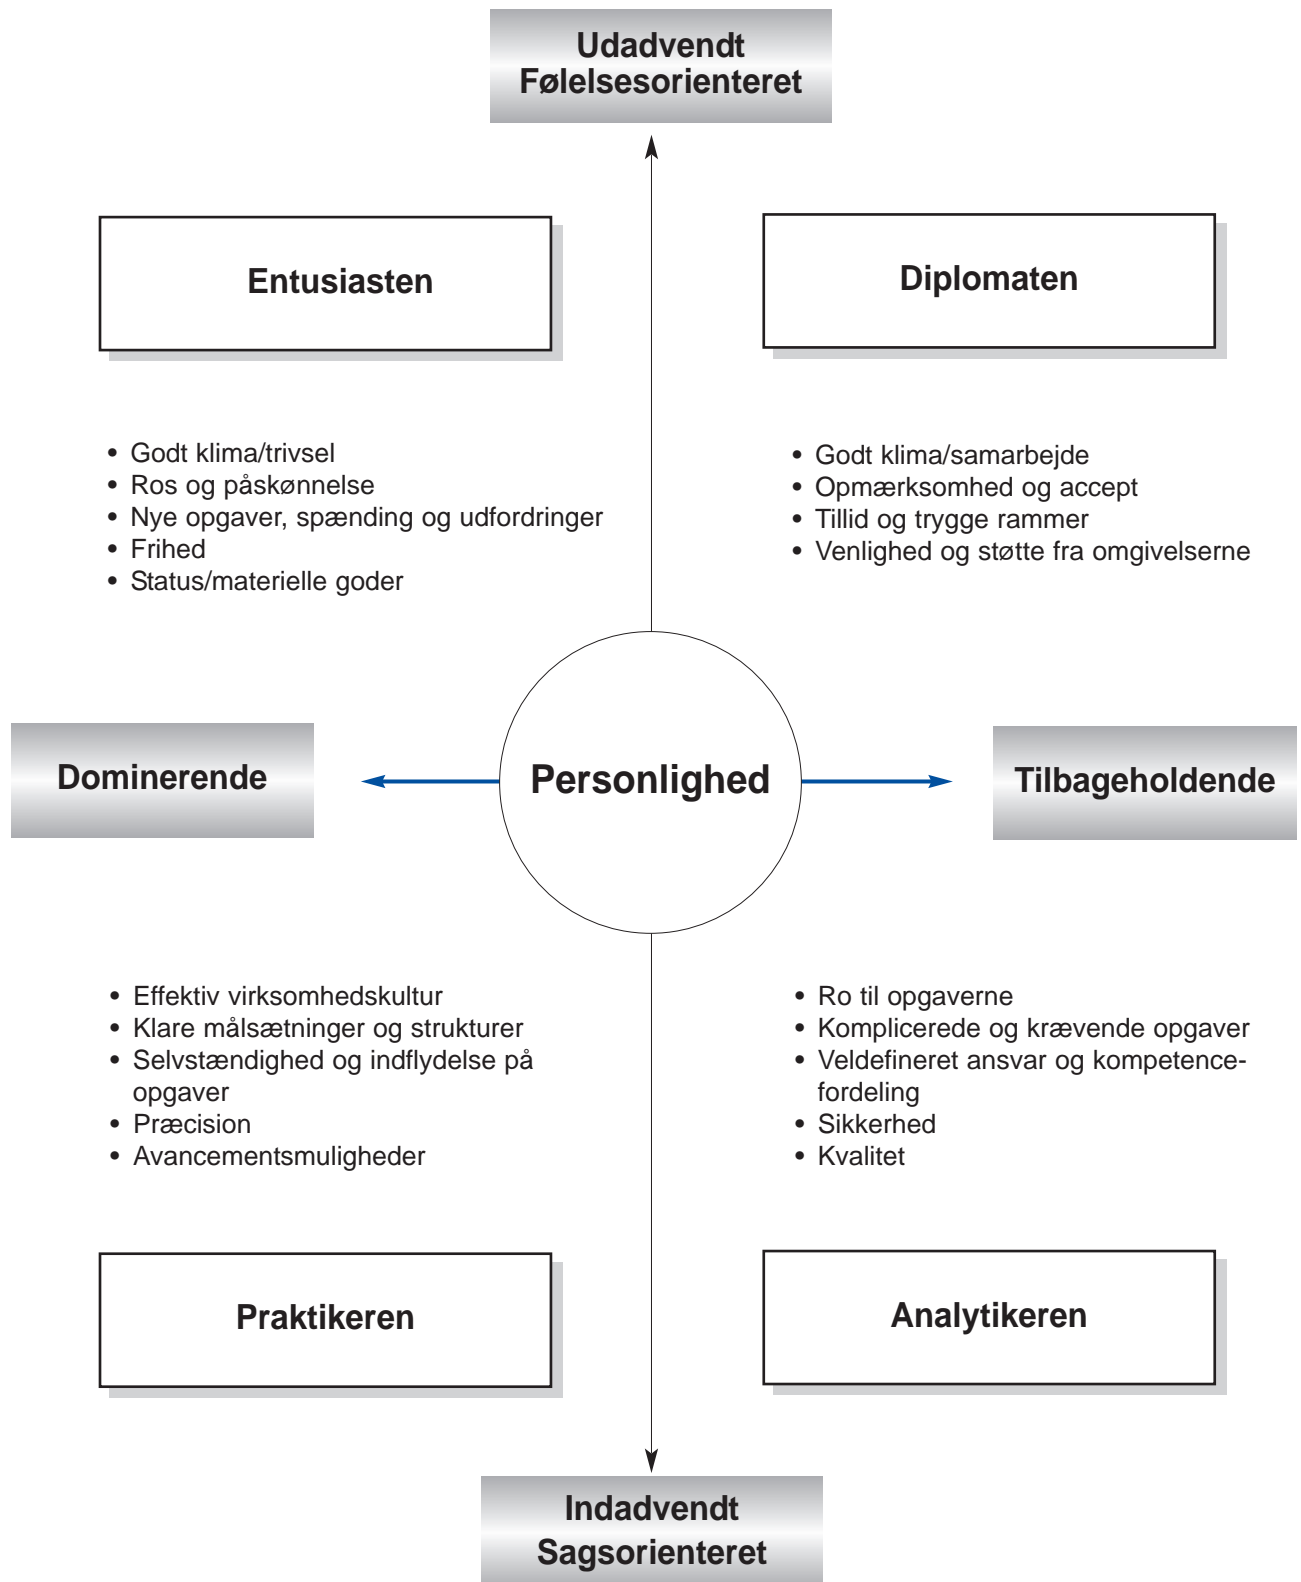 Udadvendt
Følelsesorienteret
Entusiasten
Diplomaten
• Godt klima/trivsel
• Ros og påskønnelse
• Nye opgaver, spænding og udfordringer
• Frihed
• Status/materielle goder
• Godt klima/samarbejde
• Opmærksomhed og accept
• Tillid og trygge rammer
• Venlighed og støtte fra omgivelserne
Dominerende
Personlighed
Tilbageholdende
• Effektiv virksomhedskultur
• Klare målsætninger og strukturer
• Selvstændighed og indflydelse på
opgaver
• Præcision
• Avancementsmuligheder
• Ro til opgaverne
• Komplicerede og krævende opgaver
• Veldefineret ansvar og kompetence-
fordeling
• Sikkerhed
• Kvalitet
Praktikeren
Analytikeren
Indadvendt
Sagsorienteret